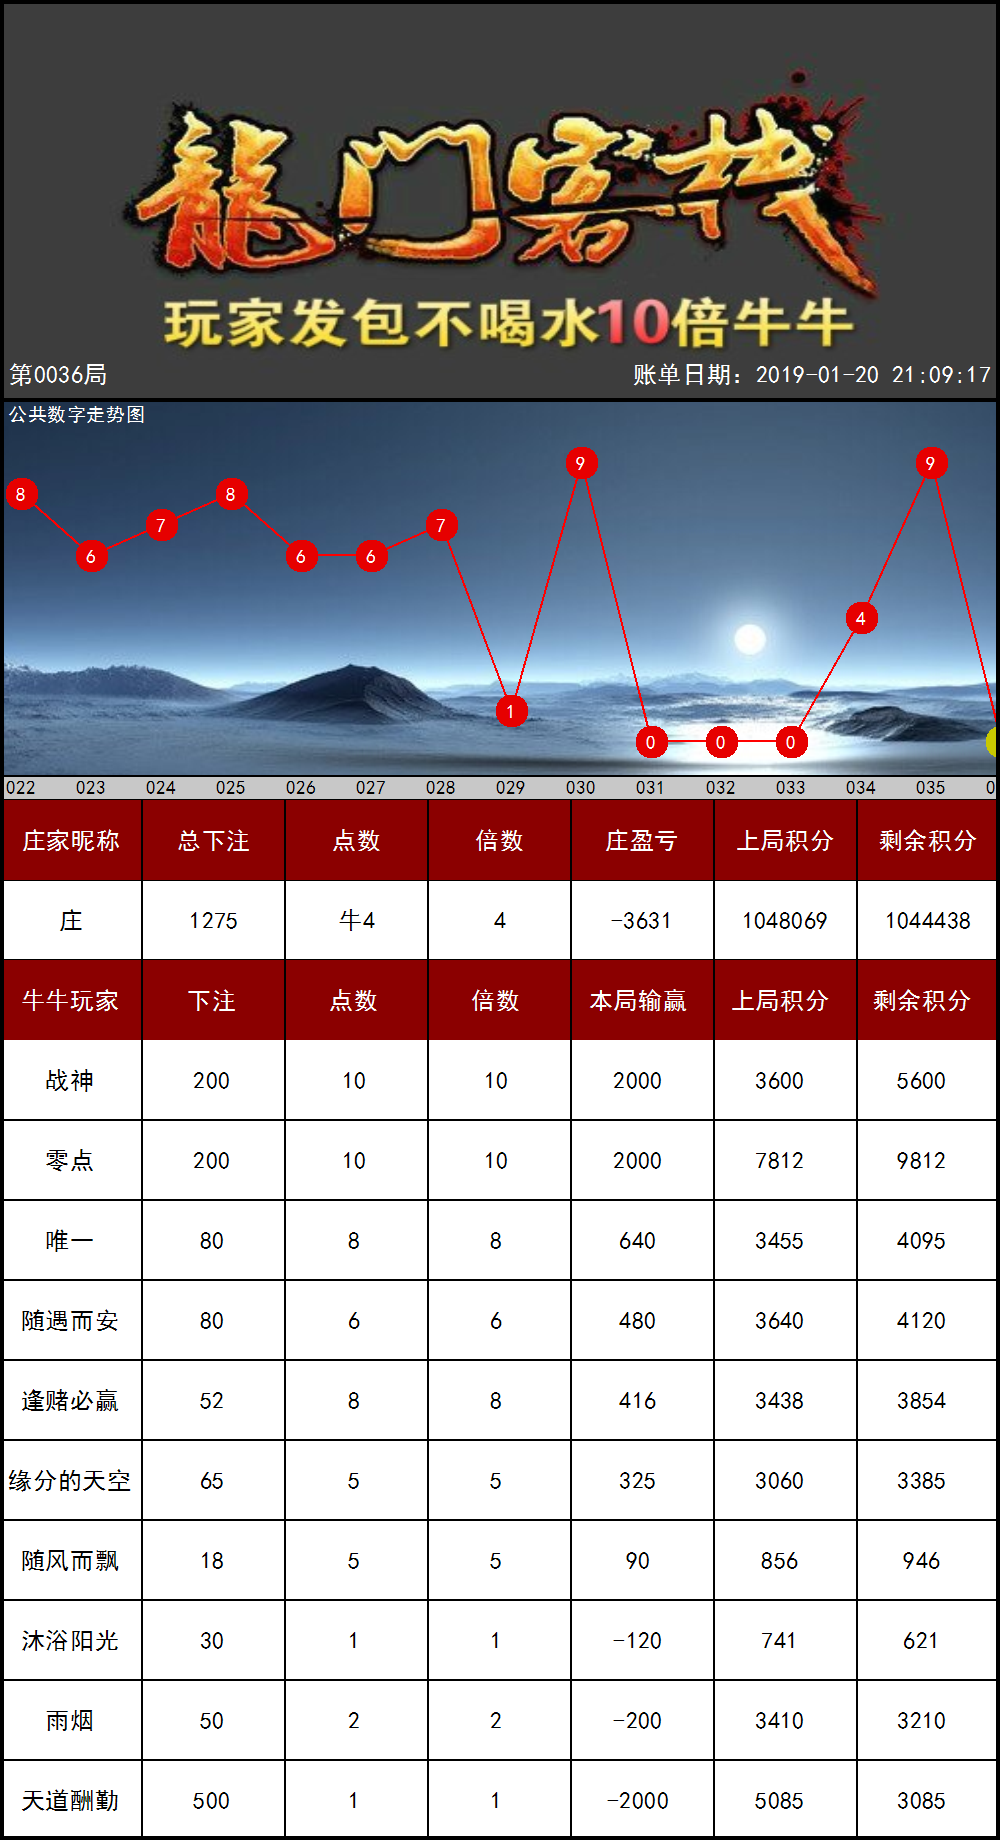 龍门客栈
玩家发包不喝水10倍牛牛
第0036局 账单日期：2019-01-20 21:09:17
公共数字走势图
8 6 7 8 6 6 7 1 9 0 0 0 4 9
022 023 024 025 026 027 028 029 030 031 032 033 034 035 0
庄家昵称 总下注 点数 倍数 庄盈亏 上局积分 剩余积分
庄 1275 牛4 4 -3631 1048069 1044438
牛牛玩家 下注 点数 倍数 本局输赢 上局积分 剩余积分
战神 200 10 10 2000 3600 5600
零点 200 10 10 2000 7812 9812
唯一 80 8 8 640 3455 4095
随遇而安 80 6 6 480 3640 4120
逢赌必赢 52 8 8 416 3438 3854
缘分的天空 65 5 5 325 3060 3385
随风而飘 18 5 5 90 856 946
沐浴阳光 30 1 1 -120 741 621
雨烟 50 2 2 -200 3410 3210
天道酬勤 500 1 1 -2000 5085 3085